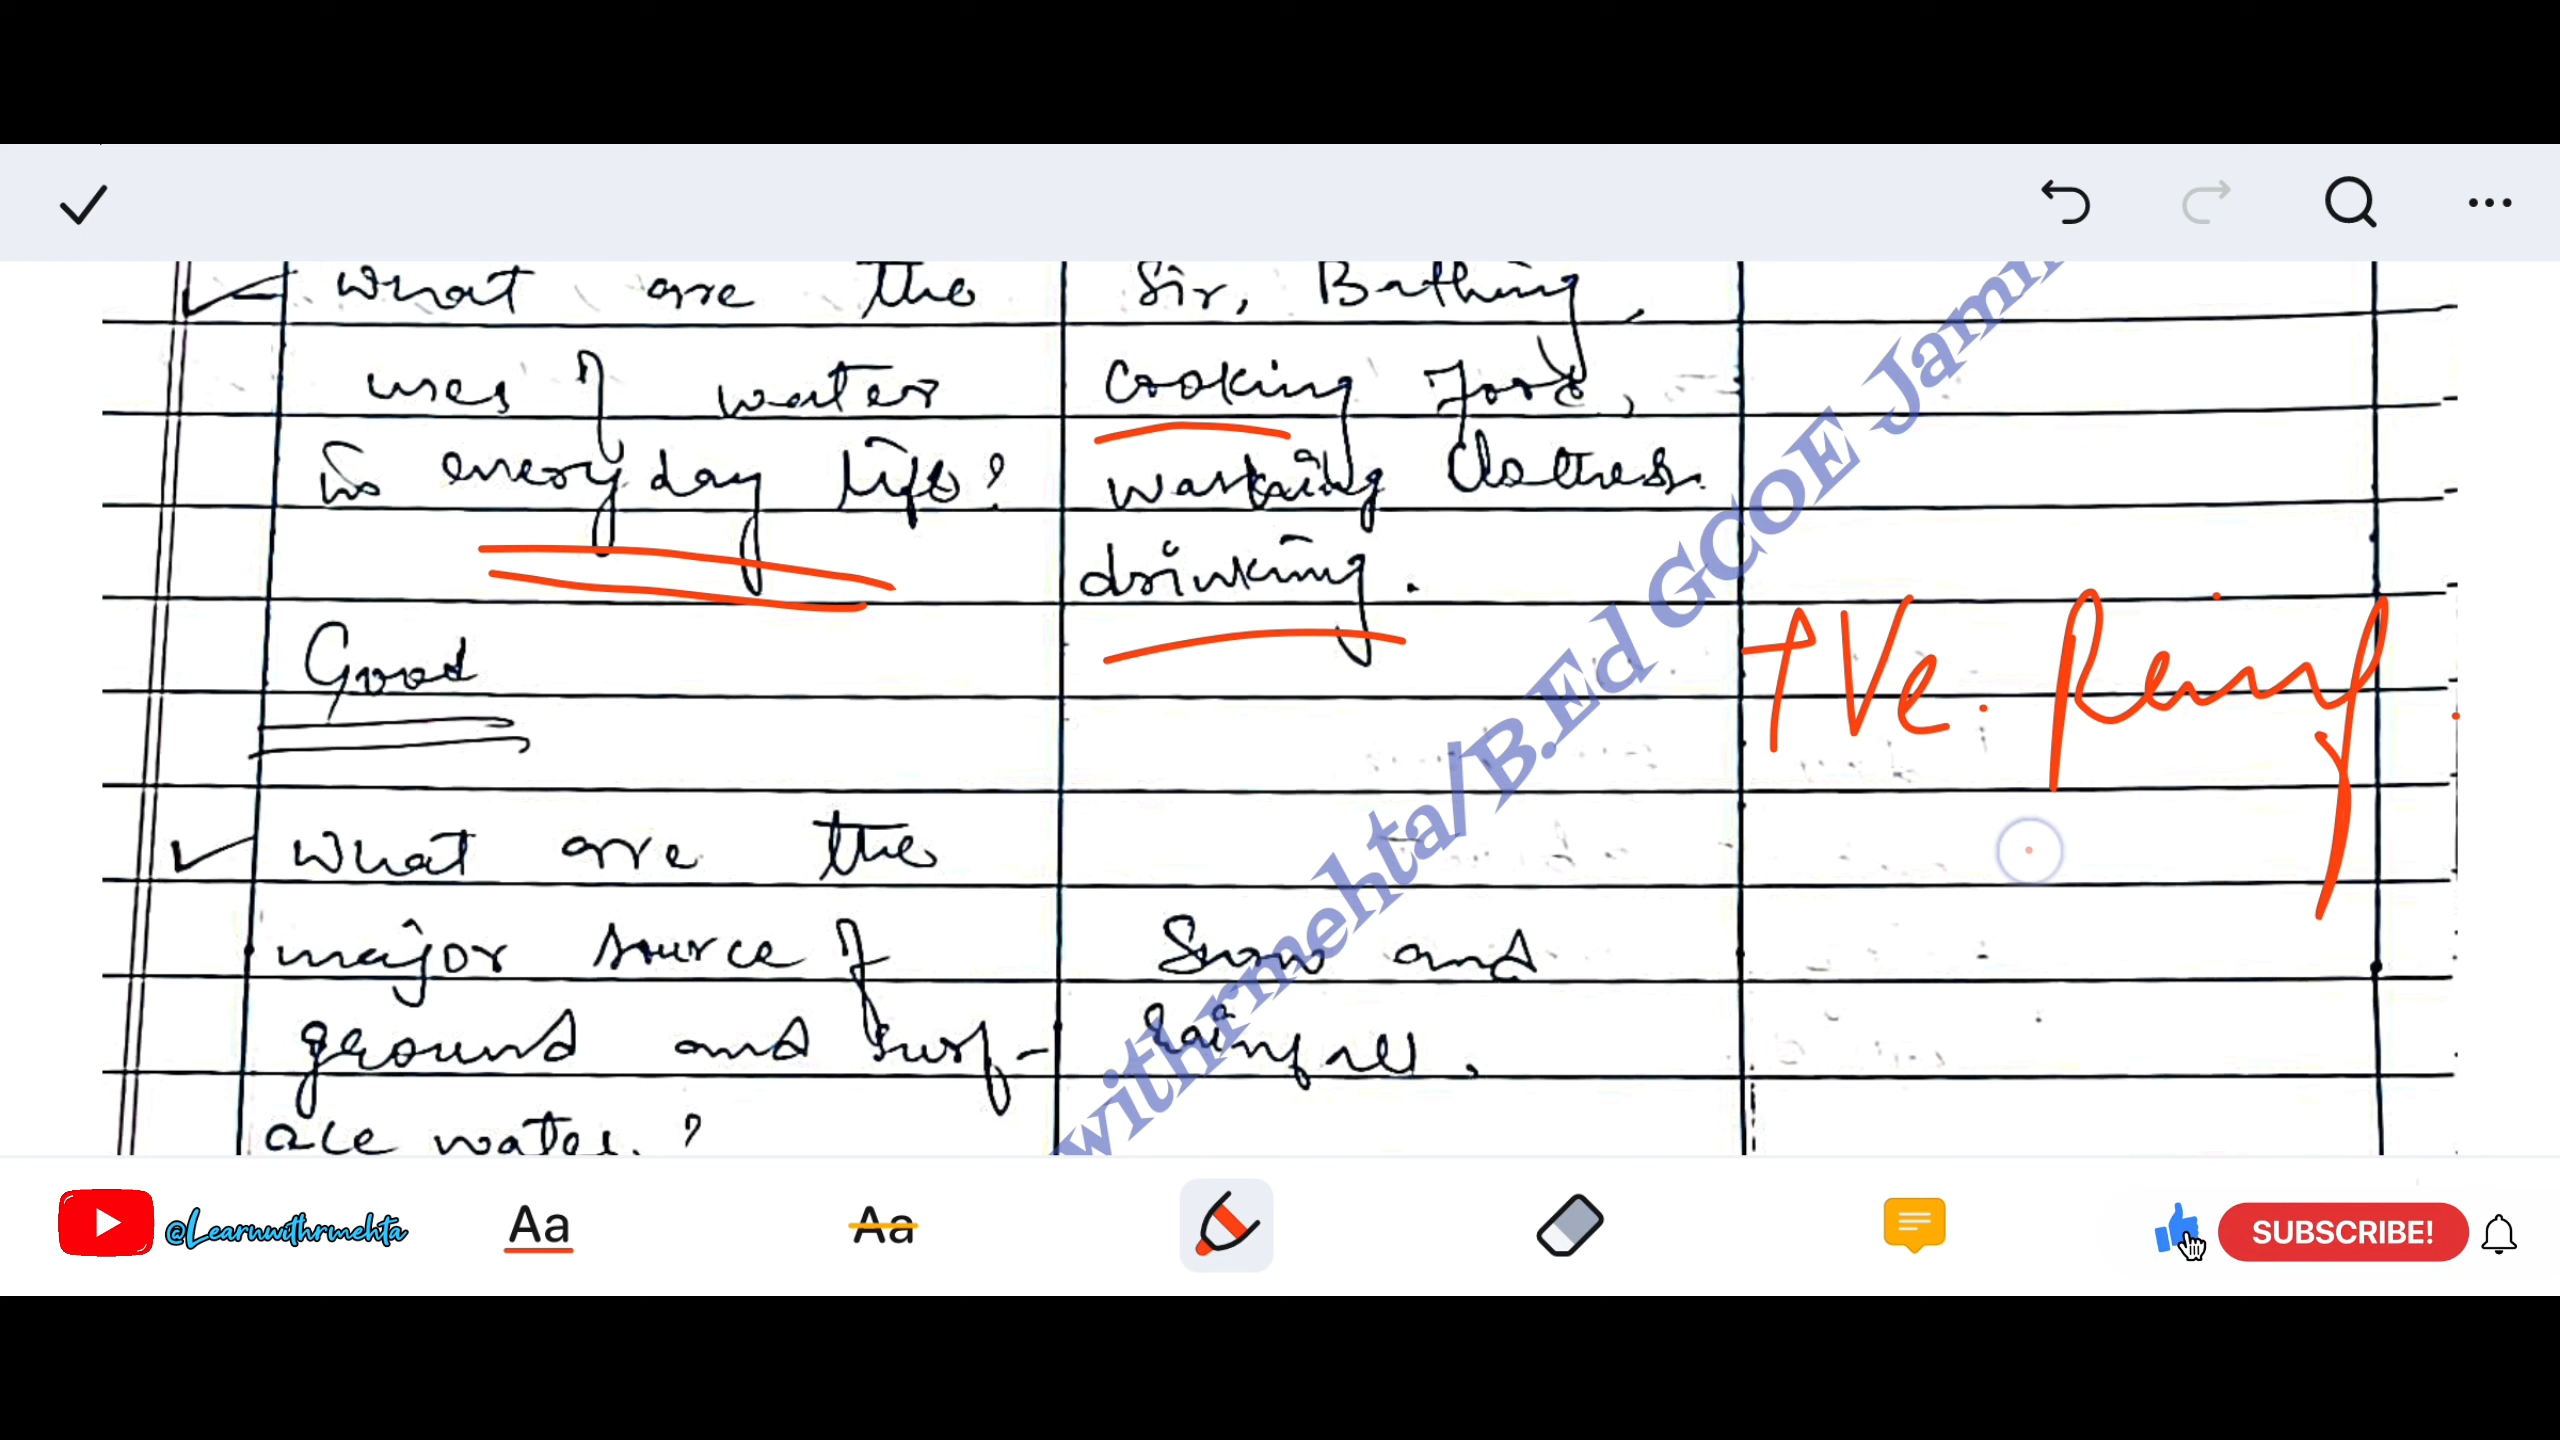 What are the
uses of water
in everyday life?
Good
What are the
major source of
ground and surf-
ace water.?
Sir, Bathing,
cooking food,
washing clothes.
drinking.
Snow and
Rainfall.
+Ve. Reinf
withrmehta/B.Ed GCOE Jamm
@Learnwithrmehta
Aa
Aa
SUBSCRIBE!